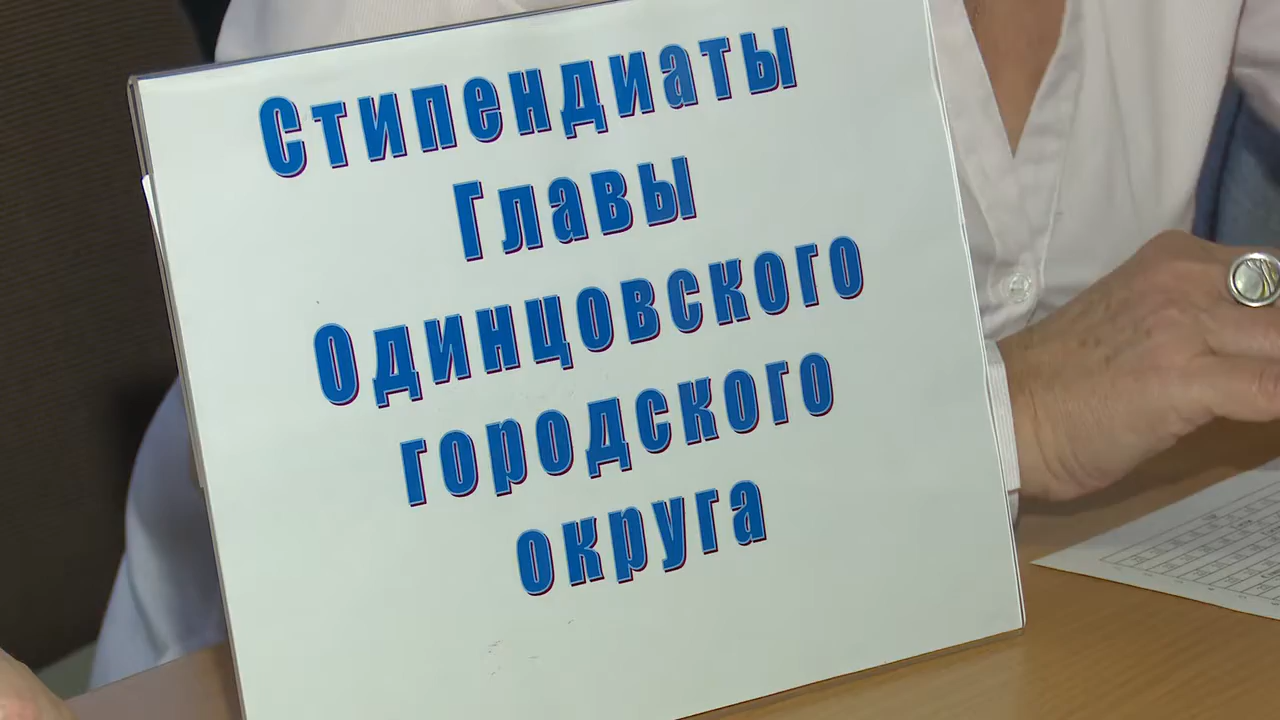 Стипендиаты
Главы
Одинцовского
городского
округа